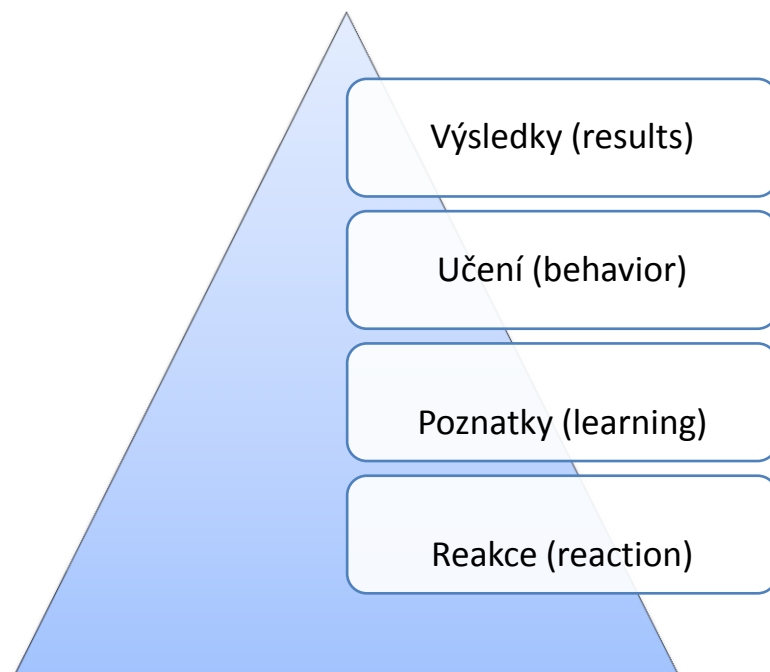 Výsledky (results)
Učení (behavior)
Poznatky (learning)
Reakce (reaction)